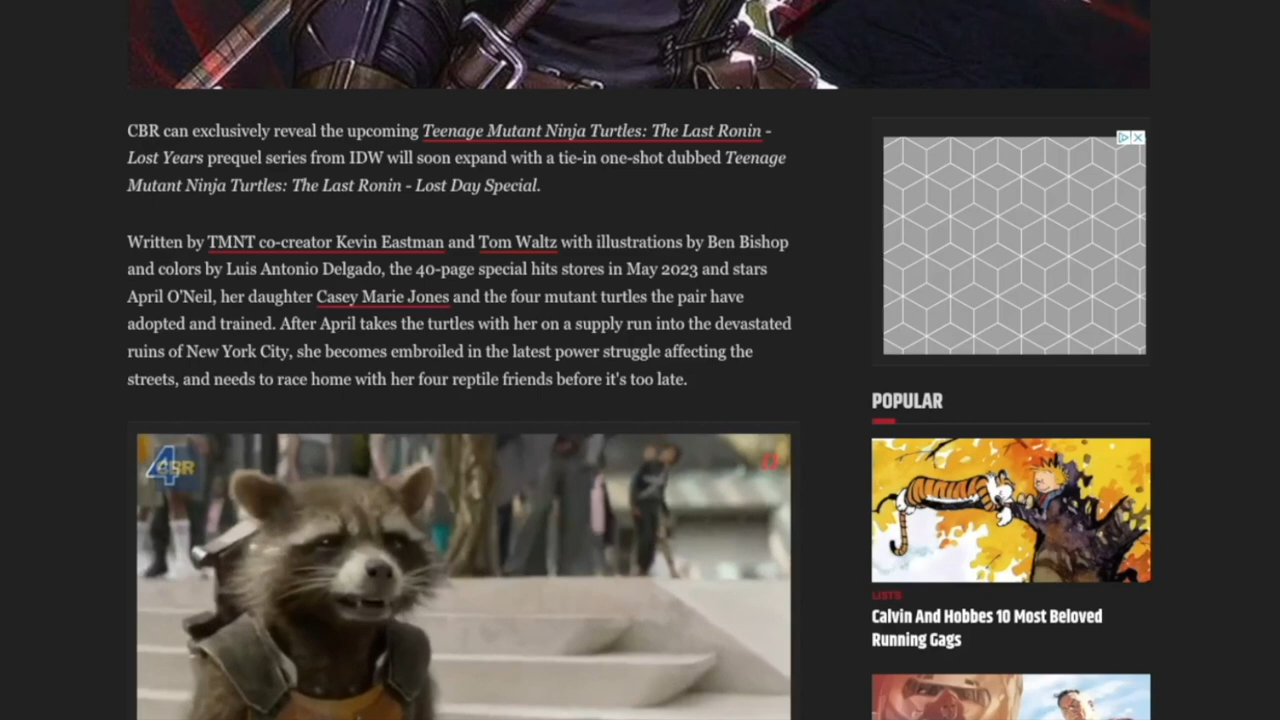 CBR can exclusively reveal the upcoming Teenage Mutant Ninja Turtles: The Last Ronin -
Lost Years prequel series from IDW will soon expand with a tie-in one-shot dubbed Teenage
Mutant Ninja Turtles: The Last Ronin - Lost Day Special.
Written by TMNT co-creator Kevin Eastman and Tom Waltz with illustrations by Ben Bishop
and colors by Luis Antonio Delgado, the 40-page special hits stores in May 2023 and stars
April O'Neil, her daughter Casey Marie Jones and the four mutant turtles the pair have
adopted and trained. After April takes the turtles with her on a supply run into the devastated
ruins of New York City, she becomes embroiled in the latest power struggle affecting the
streets, and needs to race home with her four reptile friends before it's too late.
4
CBR
POPULAR
LISTS
Calvin And Hobbes 10 Most Beloved
Running Gags